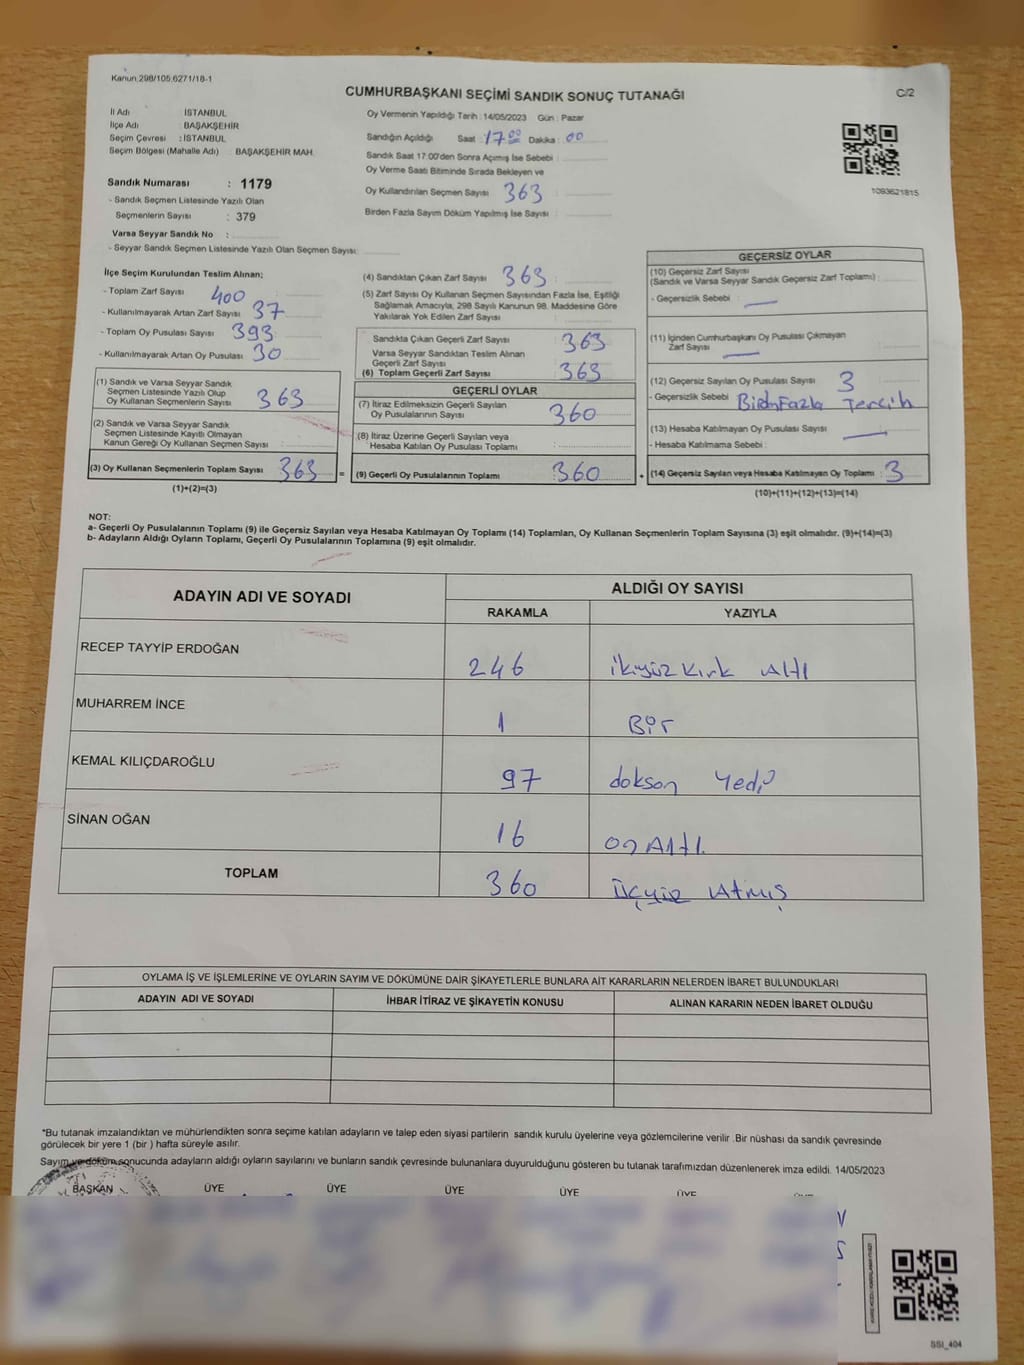 Kanun:298/105,6271/18-1
CUMHURBAŞKANI SEÇİMİ SANDIK SONUÇ TUTANAĞI
C/2
İl Adı : İSTANBUL
İlçe Adı : BAŞAKŞEHİR
Seçim Çevresi : İSTANBUL
Seçim Bölgesi (Mahalle Adı) : BAŞAKŞEHİR MAH.
Oy Vermenin Yapıldığı Tarih : 14/05/2023 Gün : Pazar
Sandığın Açıldığı Saat : 17:00 Dakika : 00
Sandık Saat 17:00'den Sonra Açımış İse Sebebi :
Oy Verme Saati Bitiminde Sırada Bekleyen ve
Oy Kullandırılan Seçmen Sayısı : 363
Birden Fazla Sayım Döküm Yapılmış İse Sayısı :
1093621815
Sandık Numarası : 1179
- Sandık Seçmen Listesinde Yazılı Olan
Seçmenlerin Sayısı : 379
Varsa Seyyar Sandık No :
- Seyyar Sandık Seçmen Listesinde Yazılı Olan Seçmen Sayısı:
İlçe Seçim Kurulundan Teslim Alınan;
- Toplam Zarf Sayısı : 400
- Kullanılmayarak Artan Zarf Sayısı : 37
- Toplam Oy Pusulası Sayısı : 393
- Kullanılmayarak Artan Oy Pusulası : 30
(1) Sandık ve Varsa Seyyar Sandık
Seçmen Listesinde Yazılı Olup
Oy Kullanan Seçmenlerin Sayısı : 363
(2) Sandık ve Varsa Seyyar Sandık
Seçmen Listesinde Kayıtlı Olmayan
Kanun Gereği Oy Kullanan Seçmen Sayısı :
(3) Oy Kullanan Seçmenlerin Toplam Sayısı : 363 =
(1)+(2)=(3)
(4) Sandıktan Çıkan Zarf Sayısı : 363
(5) Zarf Sayısı Oy Kullanan Seçmen Sayısından Fazla İse, Eşitliği
Sağlamak Amacıyla, 298 Sayılı Kanunun 98. Maddesine Göre
Yakılarak Yok Edilen Zarf Sayısı :
Sandıkta Çıkan Geçerli Zarf Sayısı : 363
Varsa Seyyar Sandıktan Teslim Alınan
Geçerli Zarf Sayısı :
(6) Toplam Geçerli Zarf Sayısı : 363
GEÇERLİ OYLAR
(7) İtiraz Edilmeksizin Geçerli Sayılan
Oy Pusulalarının Sayısı : 360
(8) İtiraz Üzerine Geçerli Sayılan veya
Hesaba Katılan Oy Pusulaları Toplamı :
(9) Geçerli Oy Pusulalarının Toplamı : 360 +
GEÇERSİZ OYLAR
(10) Geçersiz Zarf Sayısı
(Sandık ve Varsa Seyyar Sandık Geçersiz Zarf Toplamı) :
- Geçersizlik Sebebi :
(11) İçinden Cumhurbaşkanı Oy Pusulası Çıkmayan
Zarf Sayısı :
(12) Geçersiz Sayılan Oy Pusulası Sayısı : 3
- Geçersizlik Sebebi : Birden Fazla Tercih
(13) Hesaba Katılmayan Oy Pusulası Sayısı :
- Hesaba Katılmama Sebebi :
(14) Geçersiz Sayılan veya Hesaba Katılmayan Oy Toplamı : 3
(10)+(11)+(12)+(13)=(14)
NOT:
a- Geçerli Oy Pusulalarının Toplamı (9) ile Geçersiz Sayılan veya Hesaba Katılmayan Oy Toplamı (14) Toplamları, Oy Kullanan Seçmenlerin Toplam Sayısına (3) eşit olmalıdır. (9)+(14)=(3)
b- Adayların Aldığı Oyların Toplamı, Geçerli Oy Pusulalarının Toplamına (9) eşit olmalıdır.
ADAYIN ADI VE SOYADI
ALDIĞI OY SAYISI
RAKAMLA YAZIYLA
RECEP TAYYİP ERDOĞAN 246 ikiyüz kırk Altı
MUHARREM İNCE 1 Bir
KEMAL KILIÇDAROĞLU 97 doksan Yedi
SİNAN OĞAN 16 on Altı
TOPLAM 360 üçyüz Atmış
OYLAMA İŞ VE İŞLEMLERİNE VE OYLARIN SAYIM VE DÖKÜMÜNE DAİR ŞİKAYETLERLE BUNLARA AİT KARARLARIN NELERDEN İBARET BULUNDUKLARI
ADAYIN ADI VE SOYADI İHBAR İTİRAZ VE ŞİKAYETİN KONUSU ALINAN KARARIN NEDEN İBARET OLDUĞU
*Bu tutanak imzalandıktan ve mühürlendikten sonra seçime katılan adayların ve talep eden siyasi partilerin sandık kurulu üyelerine veya gözlemcilerine verilir .Bir nüshası da sandık çevresinde
görülecek bir yere 1 (bir ) hafta süreyle asılır.
Sayım ve döküm sonucunda adayların aldığı oyların sayılarını ve bunların sandık çevresinde bulunanlara duyurulduğunu gösteren bu tutanak tarafımızdan düzenlenerek imza edildi. 14/05/2023
BAŞKAN ÜYE ÜYE ÜYE ÜYE ÜYE
SSI_404